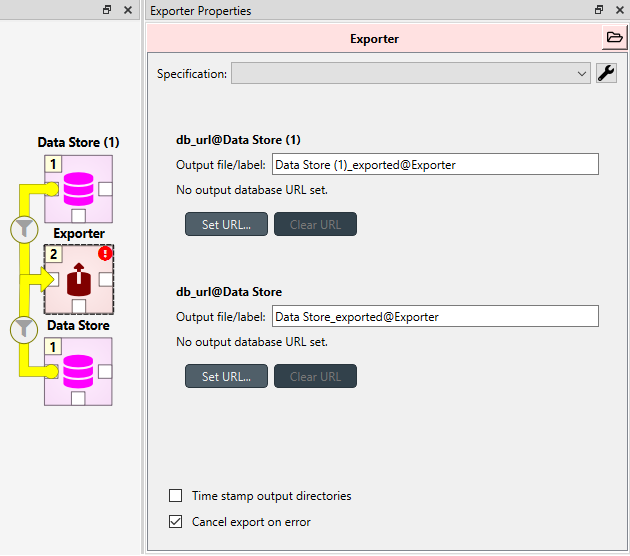 Data Store (1)
1
Exporter
2
Data Store
1
Exporter Properties
Exporter
Specification:
db_url@Data Store (1)
Output file/label: Data Store (1)_exported@Exporter
No output database URL set.
Set URL... Clear URL
db_url@Data Store
Output file/label: Data Store_exported@Exporter
No output database URL set.
Set URL... Clear URL
Time stamp output directories
Cancel export on error